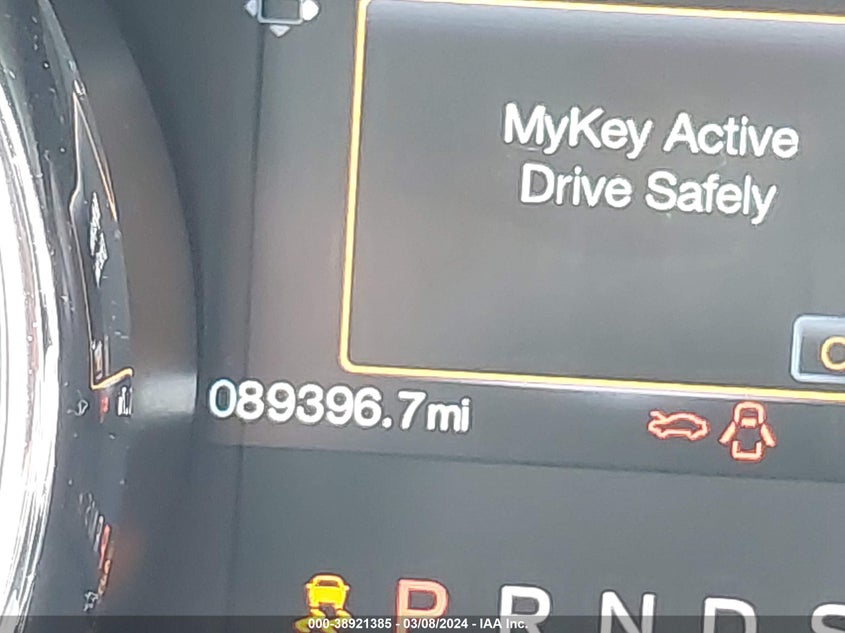 MyKey Active
Drive Safely
089396.7mi
P R N D S
000-38921385 - 03/08/2024 - IAA Inc.